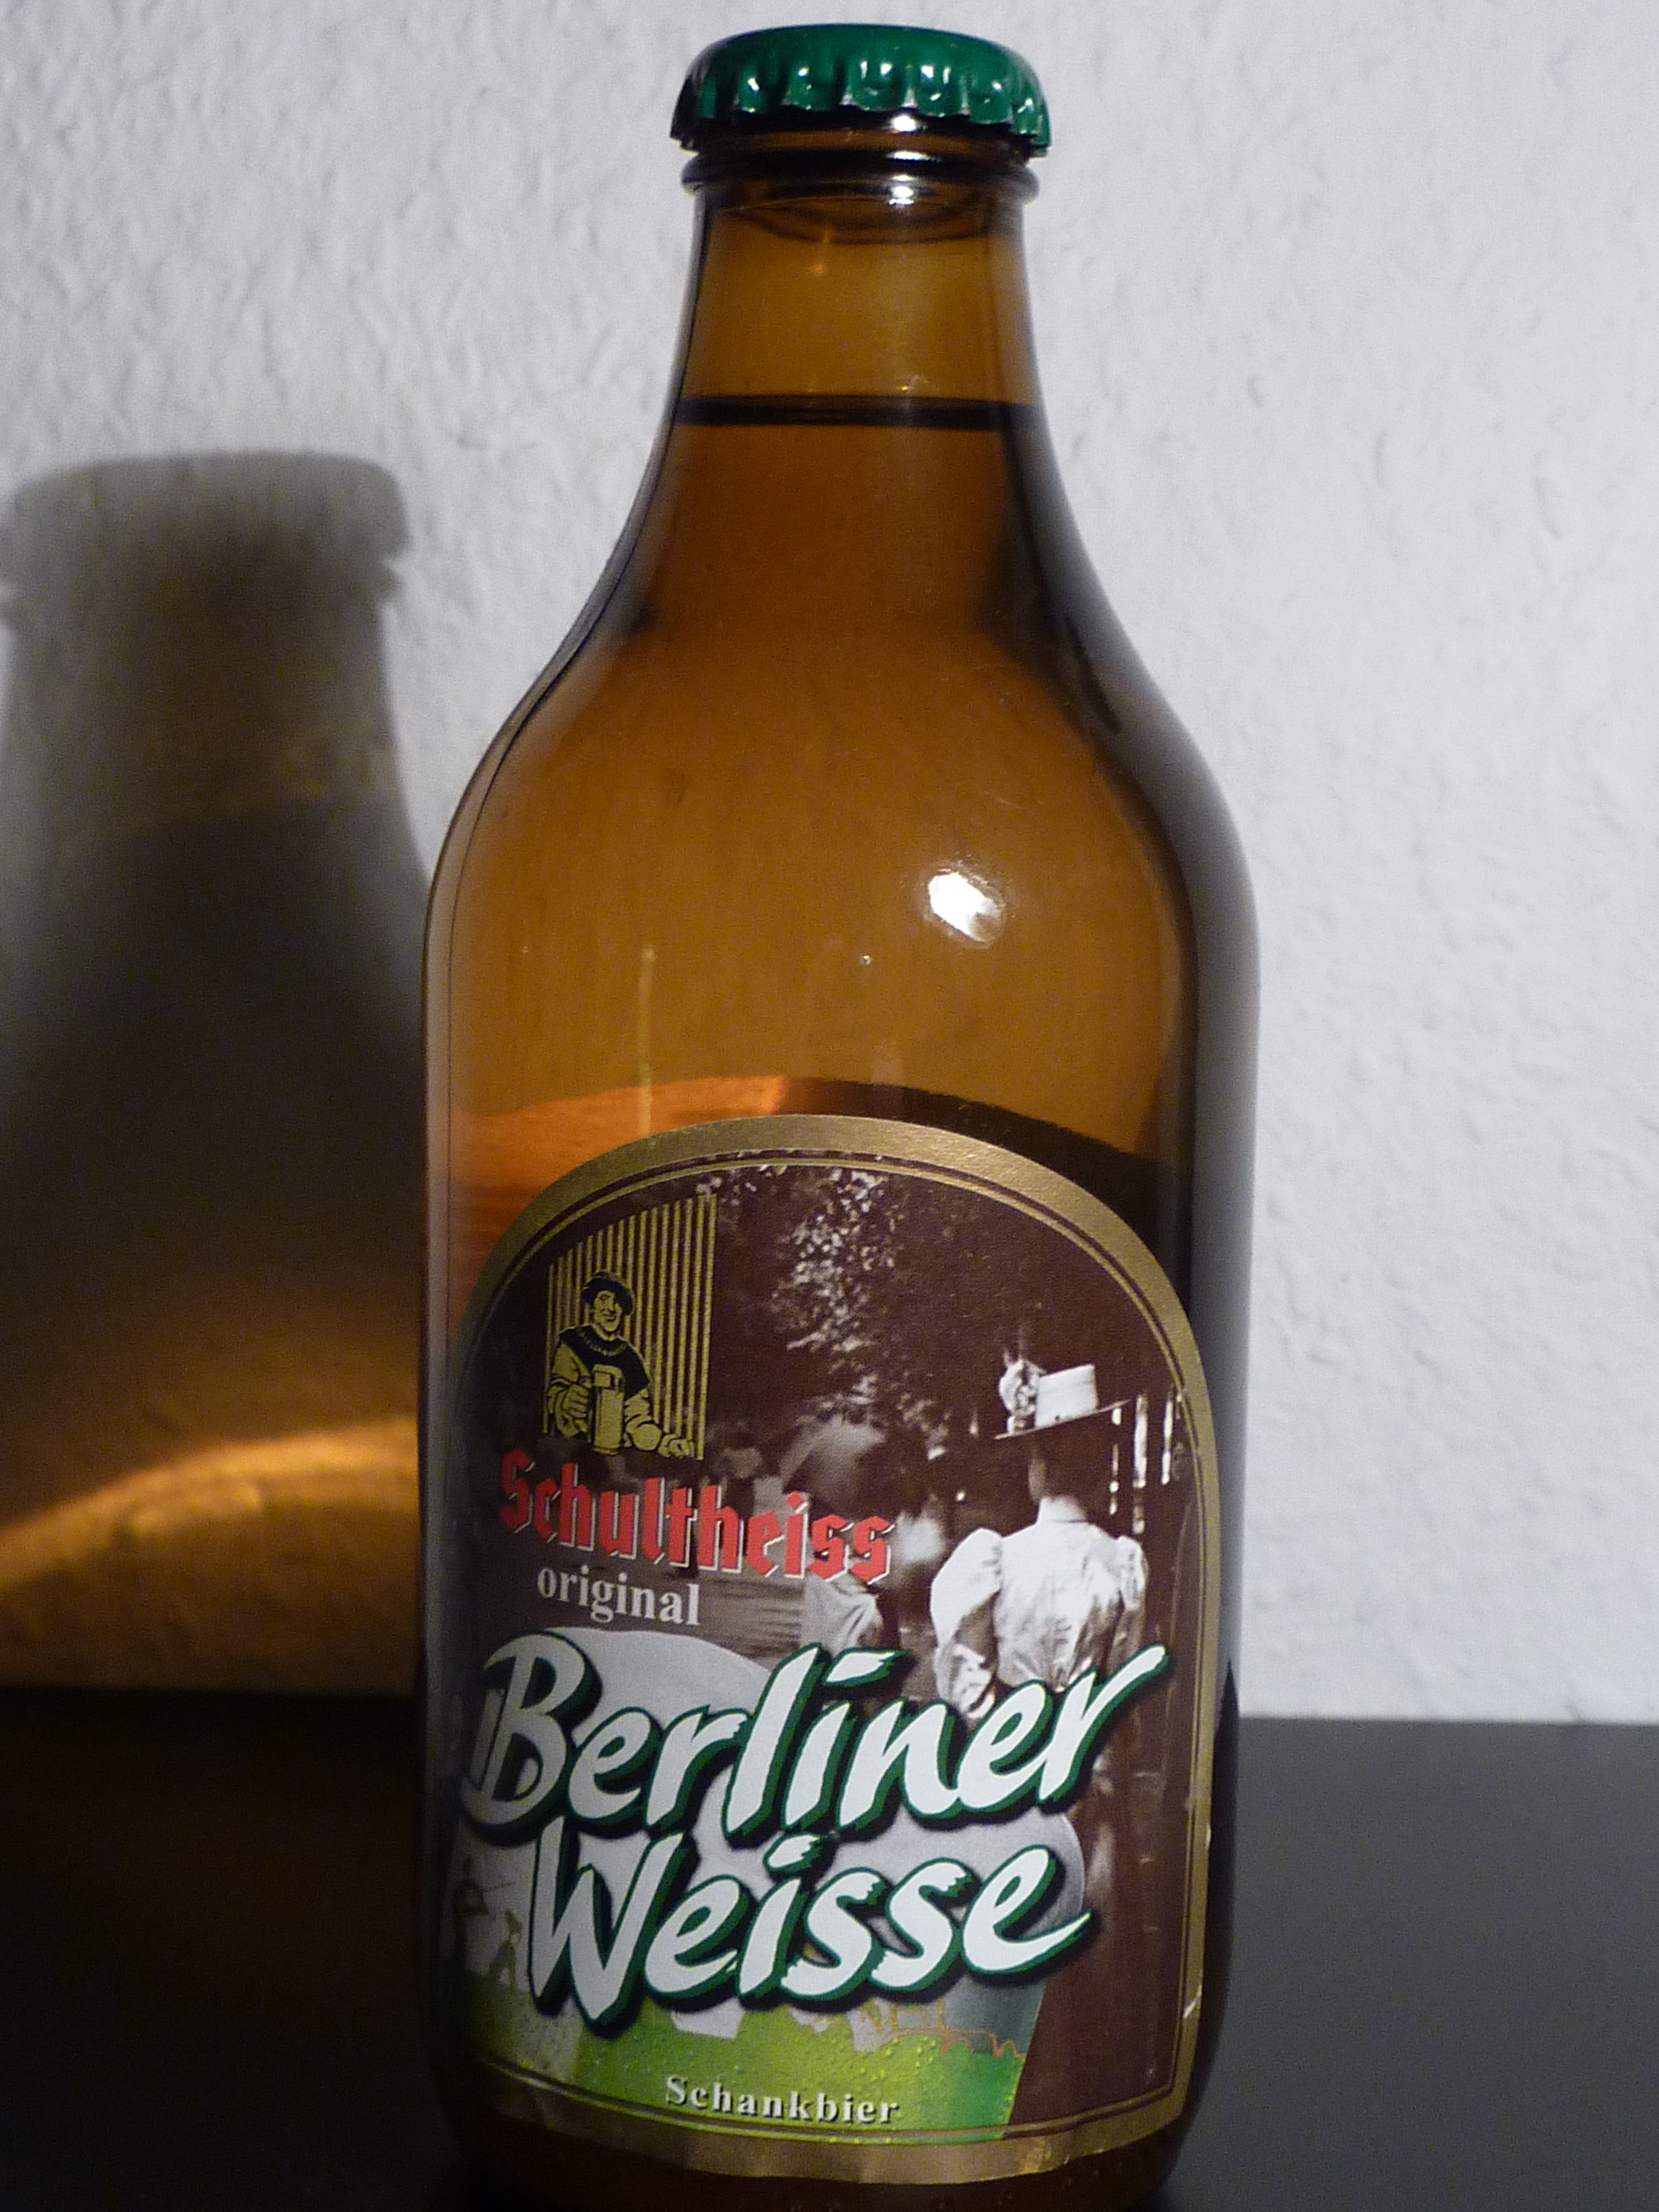 Schultheiss
original
Berliner
Weisse
Schankbier